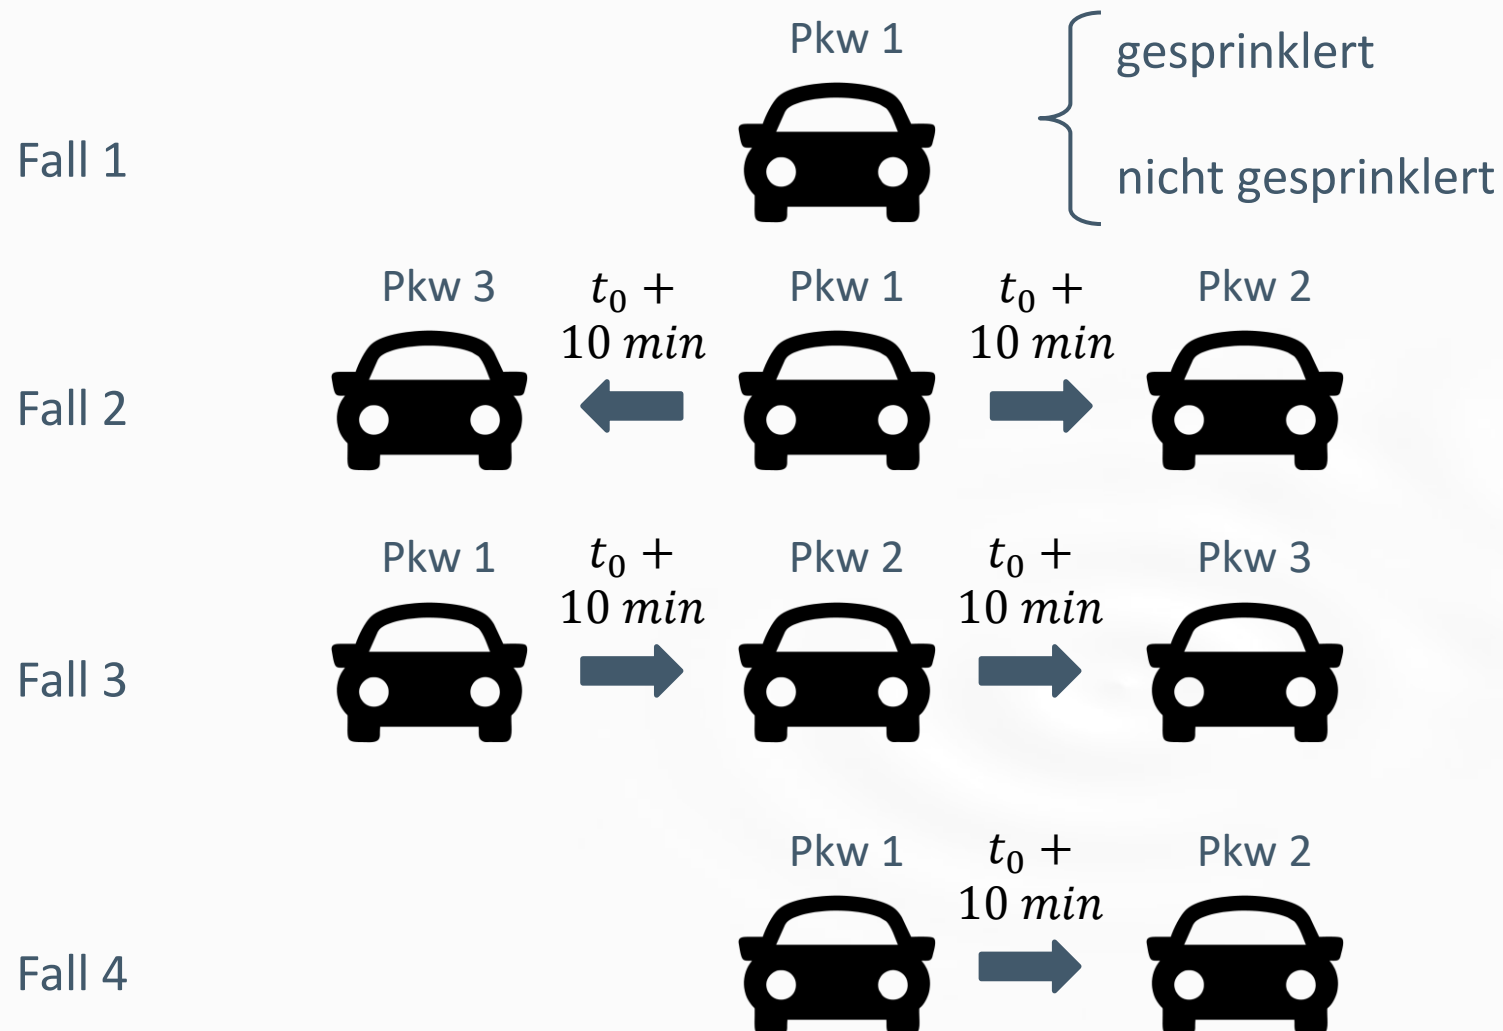 Pkw 1
gesprinklert
Fall 1
nicht gesprinklert
Pkw 3
t₀ +
10 min
Pkw 1
t₀ +
10 min
Pkw 2
Fall 2
Pkw 1
t₀ +
10 min
Pkw 2
t₀ +
10 min
Pkw 3
Fall 3
Pkw 1
t₀ +
10 min
Pkw 2
Fall 4